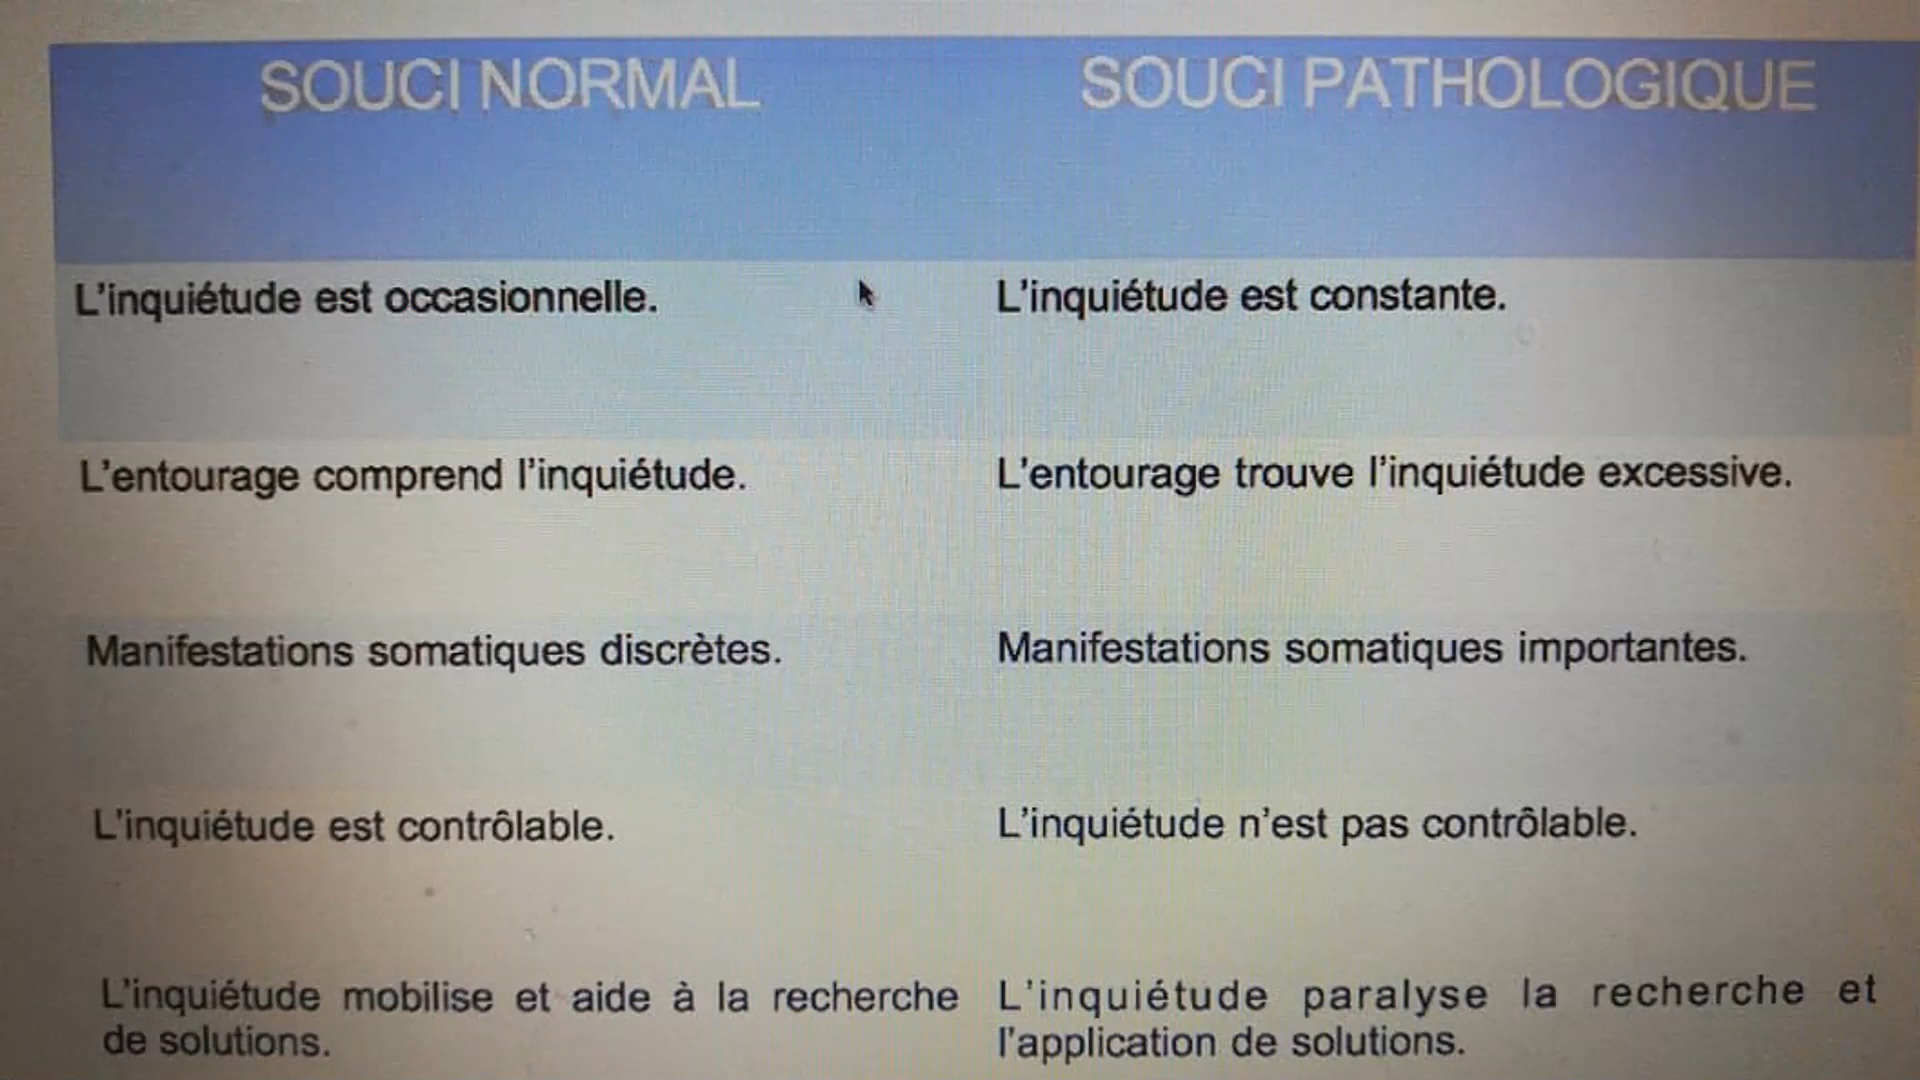 SOUCI NORMAL SOUCI PATHOLOGIQUE
L'inquiétude est occasionnelle. L'inquiétude est constante.
L'entourage comprend l'inquiétude. L'entourage trouve l'inquiétude excessive.
Manifestations somatiques discrètes. Manifestations somatiques importantes.
L'inquiétude est contrôlable. L'inquiétude n'est pas contrôlable.
L'inquiétude mobilise et aide à la recherche
de solutions.
L'inquiétude paralyse la recherche et
l'application de solutions.